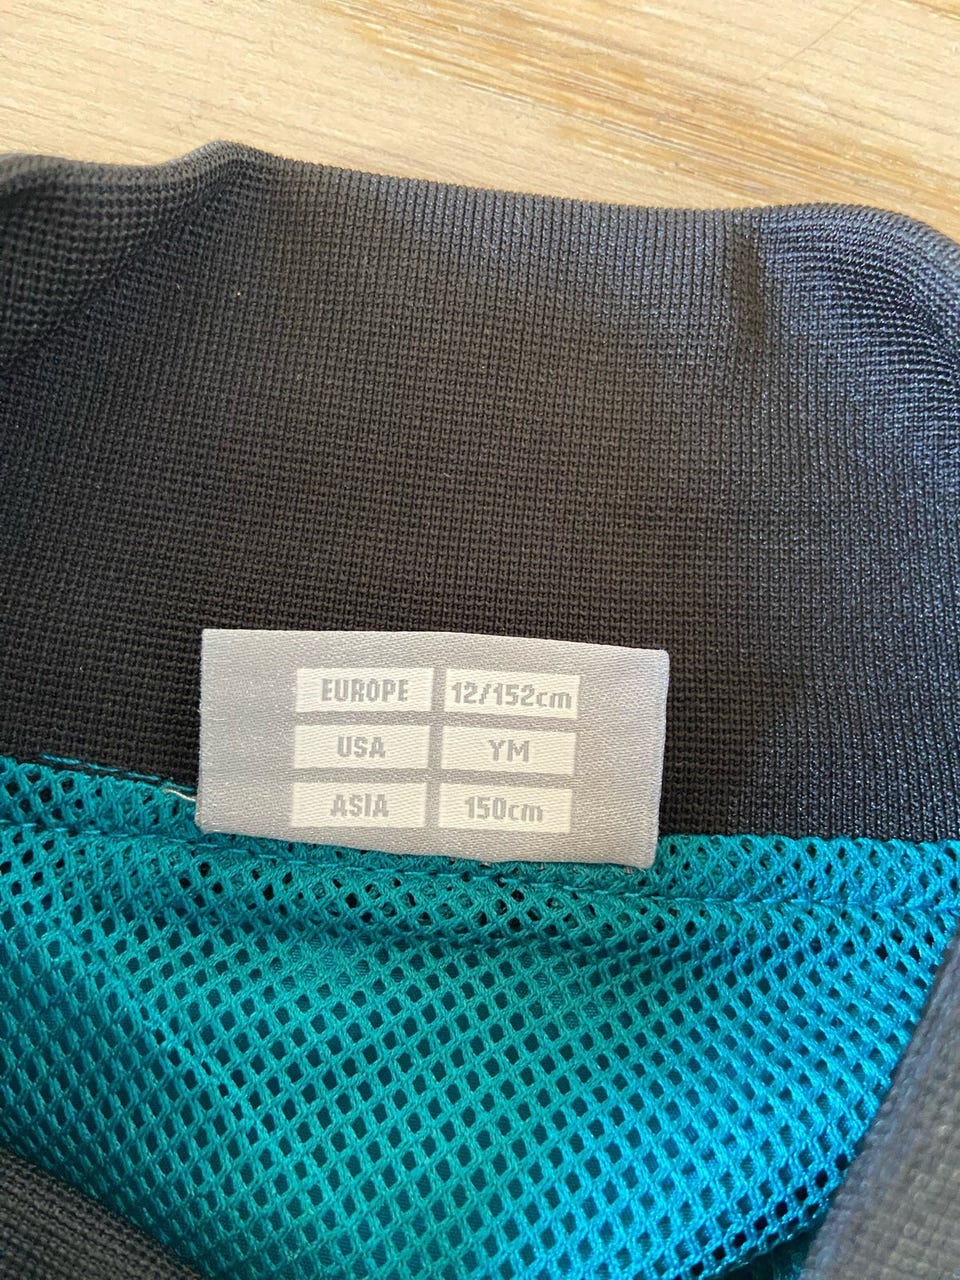 EUROPE 12/152cm
USA YM
ASIA 150cm